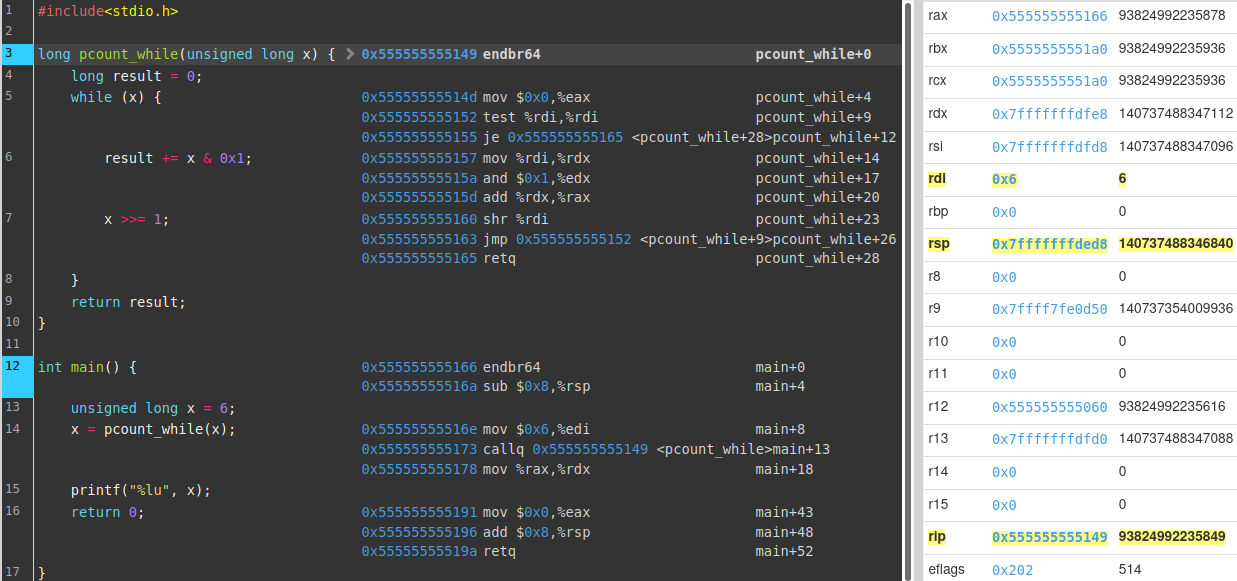 1 #include<stdio.h>
2
3 long pcount_while(unsigned long x) { 0x555555555149 endbr64 pcount_while+0
4 long result = 0;
5 while (x) { 0x55555555514d mov $0x0,%eax pcount_while+4
0x555555555152 test %rdi,%rdi pcount_while+9
0x555555555155 je 0x555555555165 <pcount_while+28>pcount_while+12
6 result += x & 0x1; 0x555555555157 mov %rdi,%rdx pcount_while+14
0x55555555515a and $0x1,%edx pcount_while+17
0x55555555515d add %rdx,%rax pcount_while+20
7 x >>= 1; 0x555555555160 shr %rdi pcount_while+23
0x555555555163 jmp 0x555555555152 <pcount_while+9>pcount_while+26
0x555555555165 retq pcount_while+28
8 }
9 return result;
10 }
11
12 int main() { 0x555555555166 endbr64 main+0
0x55555555516a sub $0x8,%rsp main+4
13 unsigned long x = 6;
14 x = pcount_while(x); 0x55555555516e mov $0x6,%edi main+8
0x555555555173 callq 0x555555555149 <pcount_while>main+13
0x555555555178 mov %rax,%rdx main+18
15 printf("%lu", x);
16 return 0; 0x555555555191 mov $0x0,%eax main+43
0x555555555196 add $0x8,%rsp main+48
0x55555555519a retq main+52
17 }
rax 0x555555555166 93824992235878
rbx 0x5555555551a0 93824992235936
rcx 0x5555555551a0 93824992235936
rdx 0x7fffffffdfe8 140737488347112
rsi 0x7fffffffdfd8 140737488347096
rdi 0x6 6
rbp 0x0 0
rsp 0x7fffffffded8 140737488346840
r8 0x0 0
r9 0x7ffff7fe0d50 140737354009936
r10 0x0 0
r11 0x0 0
r12 0x555555555060 93824992235616
r13 0x7fffffffdfd0 140737488347088
r14 0x0 0
r15 0x0 0
rip 0x555555555149 93824992235849
eflags 0x202 514